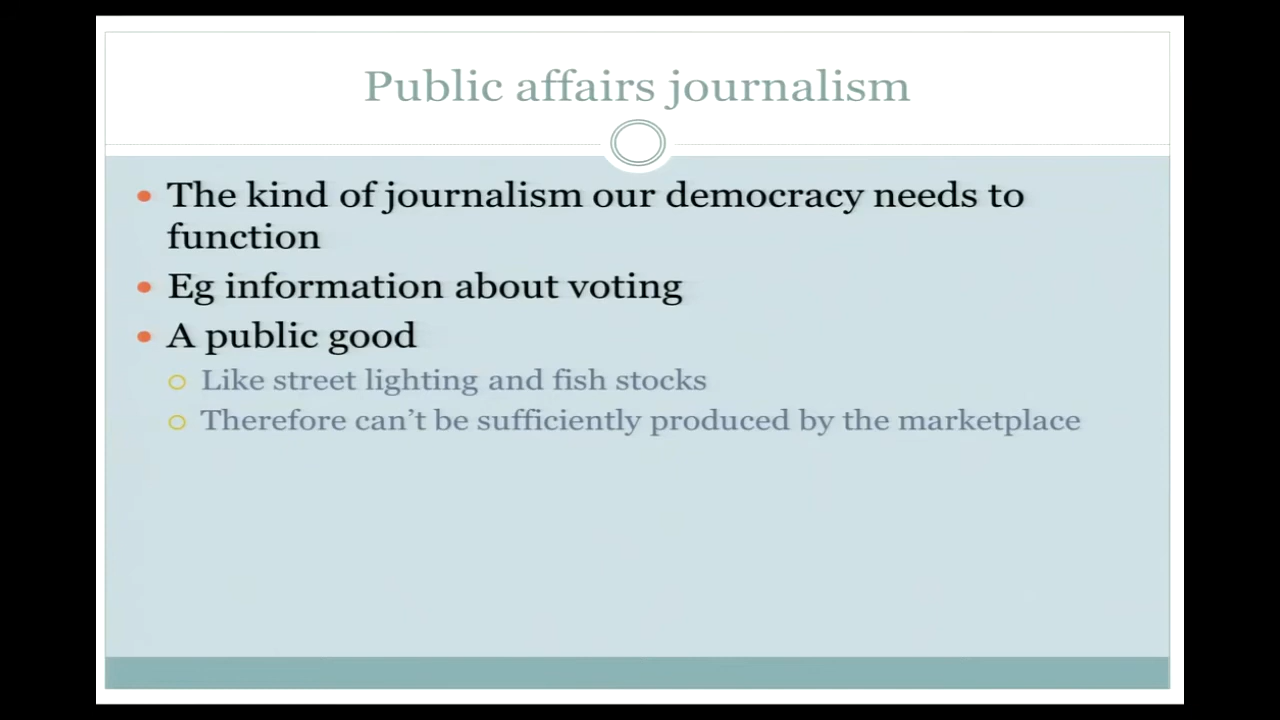 Public affairs journalism
The kind of journalism our democracy needs to
function
Eg information about voting
A public good
Like street lighting and fish stocks
Therefore can’t be sufficiently produced by the marketplace